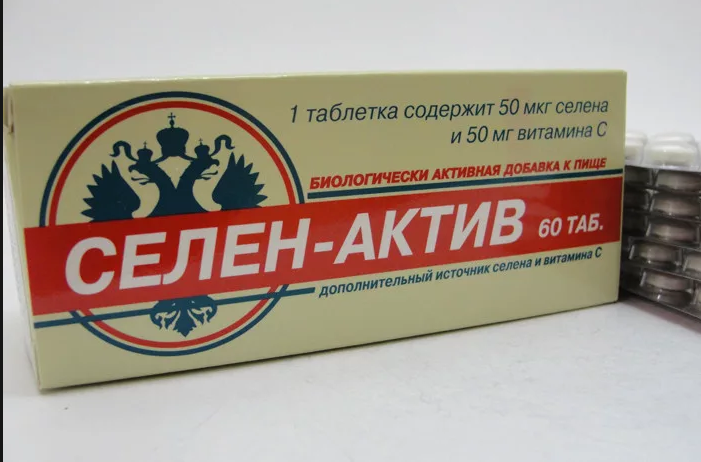 1 таблетка содержит 50 мкг селена
и 50 мг витамина С
БИОЛОГИЧЕСКИ АКТИВНАЯ ДОБАВКА К ПИЩЕ
СЕЛЕН-АКТИВ 60 ТАБ.
ДОПОЛНИТЕЛЬНЫЙ ИСТОЧНИК СЕЛЕНА И ВИТАМИНА С